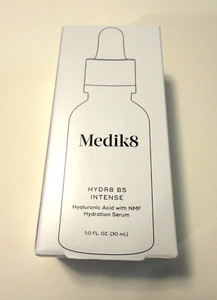 Medik8
HYDR8 B5
INTENSE
Hyaluronic Acid with NMF
Hydration Serum
1.0 FL. OZ. (30 mL)